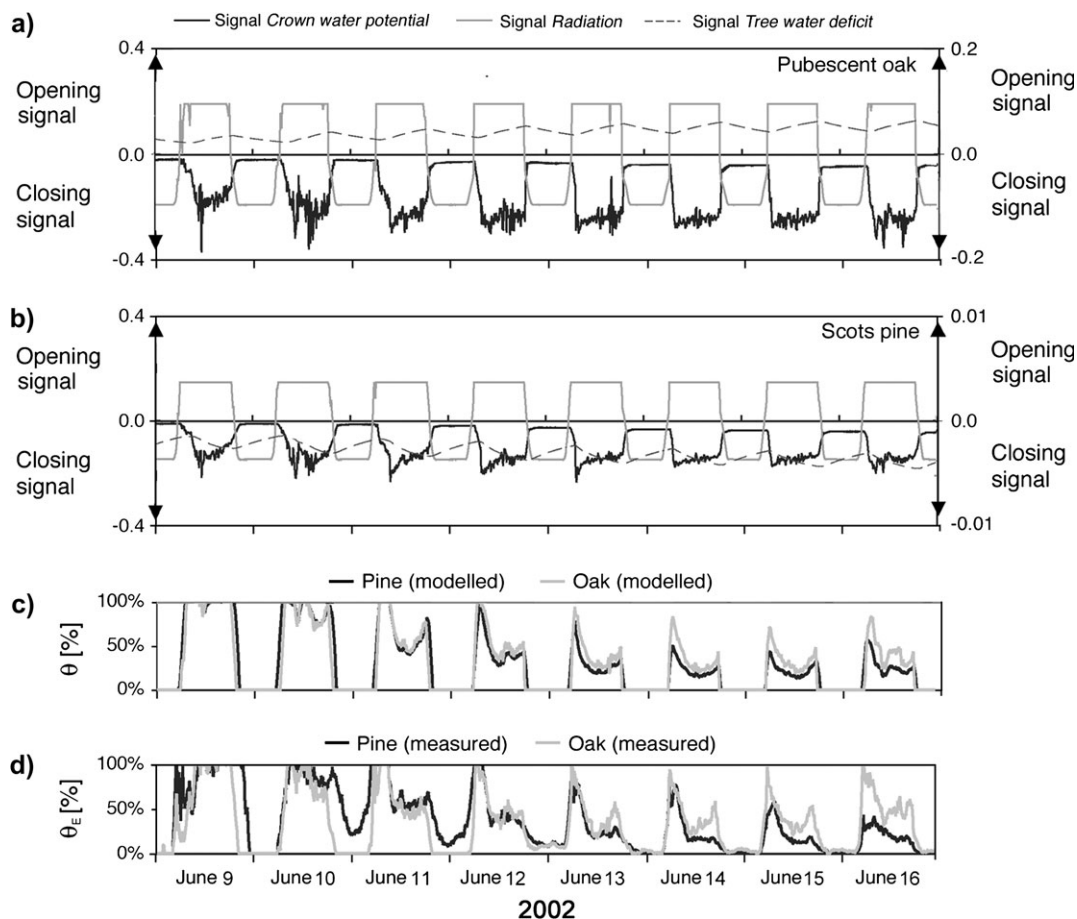 a) Signal Crown water potential Signal Radiation Signal Tree water deficit
0.4 0.2
Pubescent oak
Opening signal Opening signal
0.0 0.0
Closing signal Closing signal
-0.4 -0.2
b) 0.4 0.01
Scots pine
Opening signal Opening signal
0.0 0.0
Closing signal Closing signal
-0.4 -0.01
Pine (modelled) Oak (modelled)
c) 100%
θ [%] 50%
0%
Pine (measured) Oak (measured)
d) 100%
θE [%] 50%
0%
June 9 June 10 June 11 June 12 June 13 June 14 June 15 June 16
2002